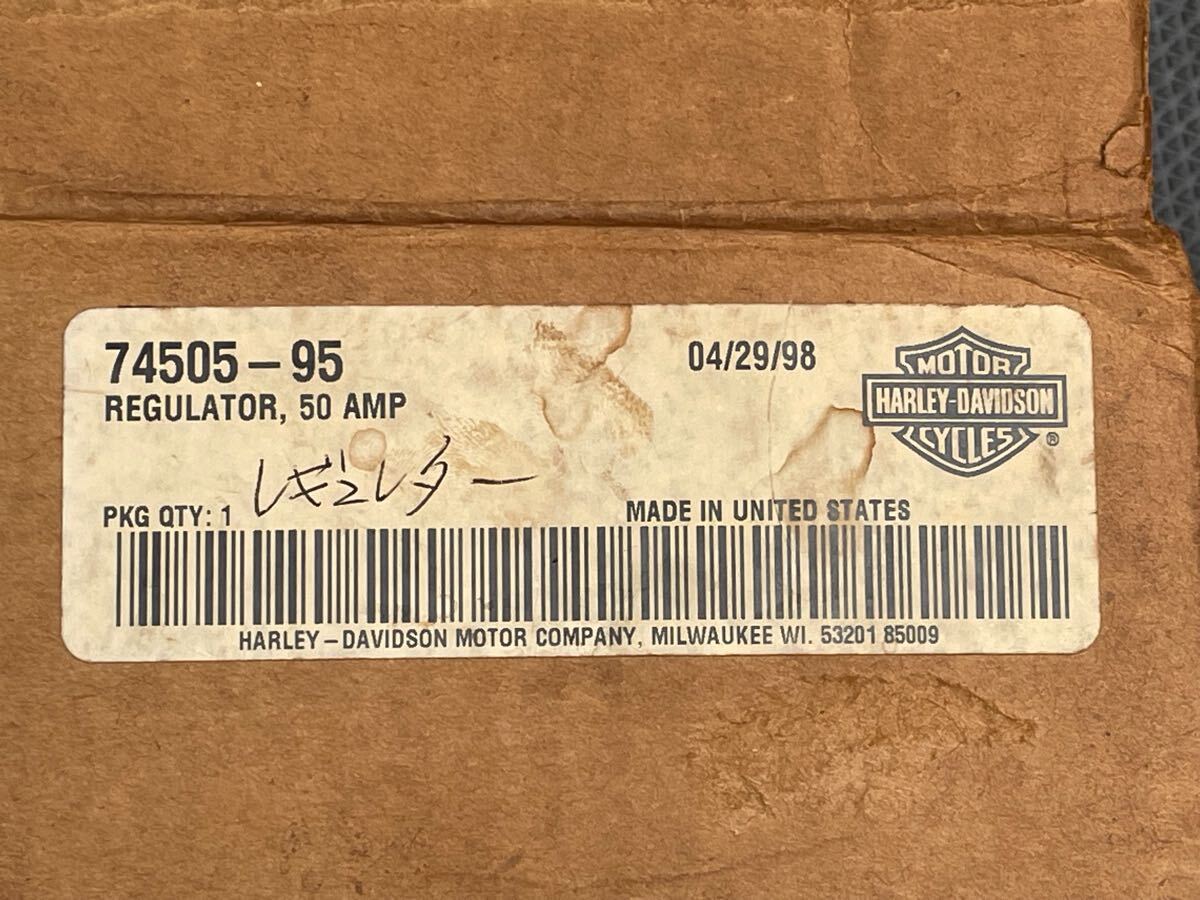 74505-95
04/29/98
REGULATOR, 50 AMP
MOTOR
HARLEY-DAVIDSON
CYCLES ®
レギュレター
PKG QTY: 1
MADE IN UNITED STATES
HARLEY-DAVIDSON MOTOR COMPANY, MILWAUKEE WI. 53201 85009